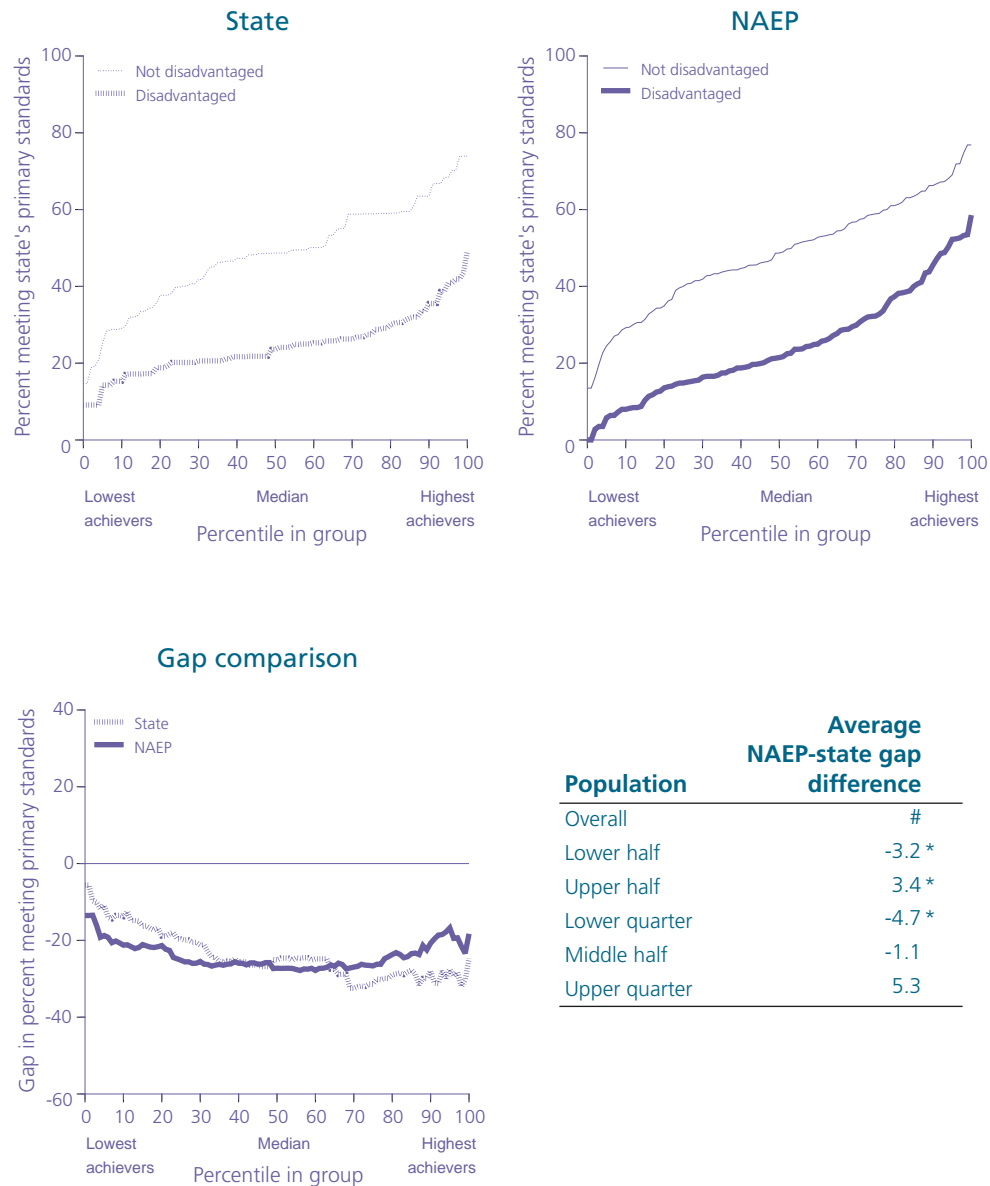 State
Percent meeting state's primary standards
100
80
60
40
20
0
Not disadvantaged
Disadvantaged
0 10 20 30 40 50 60 70 80 90 100
Lowest achievers
Median
Highest achievers
Percentile in group
NAEP
Percent meeting state's primary standards
100
80
60
40
20
0
Not disadvantaged
Disadvantaged
0 10 20 30 40 50 60 70 80 90 100
Lowest achievers
Median
Highest achievers
Percentile in group
Gap comparison
Gap in percent meeting primary standards
40
20
0
-20
-40
-60
State
NAEP
0 10 20 30 40 50 60 70 80 90 100
Lowest achievers
Median
Highest achievers
Percentile in group
Population Average NAEP-state gap difference
Overall #
Lower half -3.2 *
Upper half 3.4 *
Lower quarter -4.7 *
Middle half -1.1
Upper quarter 5.3